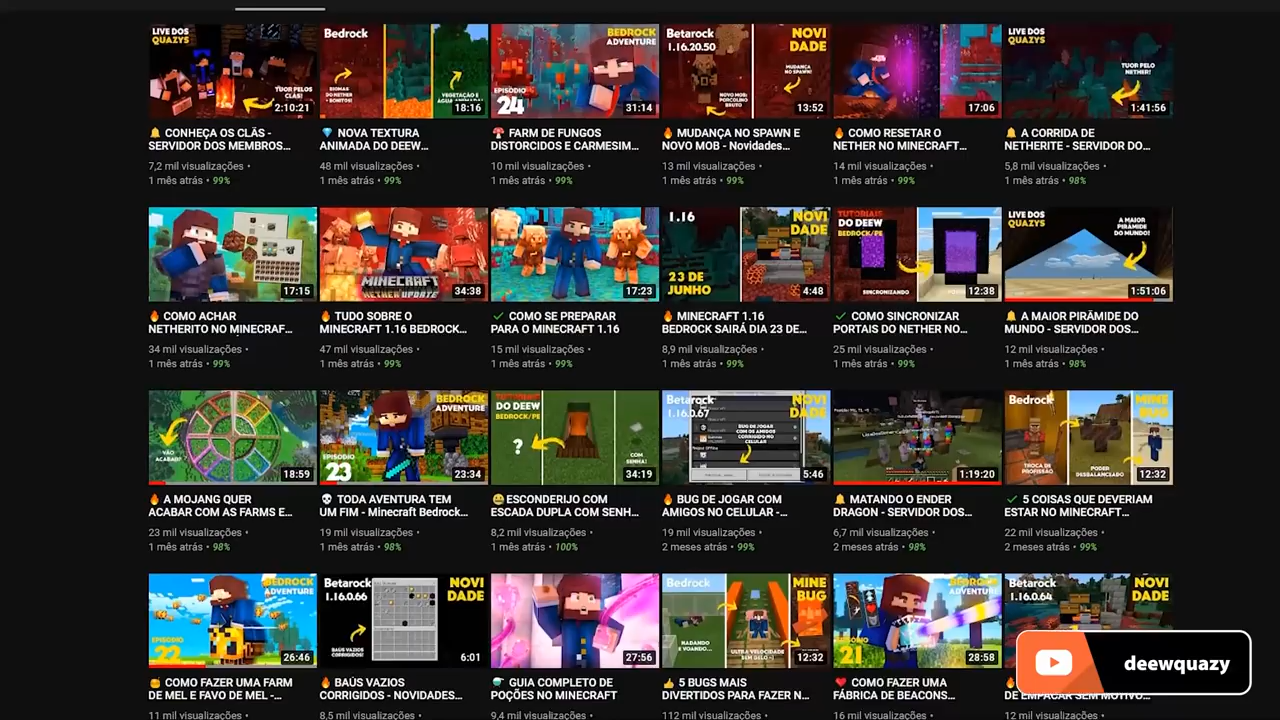 LIVE DOS
QUAZYS
TUOR PELOS
CLÃS!
2:10:21
Bedrock
BIOMAS
DO NETHER
+ BONITOS!
VEGETAÇÃO E
18:16
BEDROCK
ADVENTURE
EPISÓDIO
24
31:14
Betarock
1.16.20.50
NOVI
DADE
MUDANÇA
NO SPAWN!
NOVO MOB:
PORCOLINO
BRUTO
13:52
17:06
LIVE DOS
QUAZYS
TUOR PELO
NETHER!
1:41:56
🔔 CONHEÇA OS CLÃS -
SERVIDOR DOS MEMBROS...
7,2 mil visualizações •
1 mês atrás • 99%
💎 NOVA TEXTURA
ANIMADA DO DEEW...
48 mil visualizações •
1 mês atrás • 99%
🍄 FARM DE FUNGOS
DISTORCIDOS E CARMESIM...
10 mil visualizações •
1 mês atrás • 99%
🔥 MUDANÇA NO SPAWN E
NOVO MOB - Novidades...
13 mil visualizações •
1 mês atrás • 99%
🔥 COMO RESETAR O
NETHER NO MINECRAFT...
14 mil visualizações •
1 mês atrás • 99%
🔔 A CORRIDA DE
NETHERITE - SERVIDOR DO...
5,8 mil visualizações •
1 mês atrás • 98%
17:15
MINECRAFT
NETHER UPDATE
34:38
17:23
1.16
NOVI
DADE
23 DE
JUNHO
4:48
TUTORIAIS
DO DEEW
BEDROCK/PE
SINCRONIZANDO
12:38
LIVE DOS
QUAZYS
A MAIOR
PIRÂMIDE
DO MUNDO!
1:51:06
🔥 COMO ACHAR
NETHERITO NO MINECRAF...
34 mil visualizações •
1 mês atrás • 99%
🔥 TUDO SOBRE O
MINECRAFT 1.16 BEDROCK...
47 mil visualizações •
1 mês atrás • 99%
✓ COMO SE PREPARAR
PARA O MINECRAFT 1.16
15 mil visualizações •
1 mês atrás • 99%
🔥 MINECRAFT 1.16
BEDROCK SAIRÁ DIA 23 DE...
8,9 mil visualizações •
1 mês atrás • 99%
✓ COMO SINCRONIZAR
PORTAIS DO NETHER NO...
25 mil visualizações •
1 mês atrás • 99%
🔔 A MAIOR PIRÂMIDE DO
MUNDO - SERVIDOR DOS...
12 mil visualizações •
1 mês atrás • 98%
VÃO
ACABAR?
18:59
BEDROCK
ADVENTURE
EPISÓDIO
23
23:34
TUTORIAIS
DO DEEW
BEDROCK/PE
?
COM
SENHA!
34:19
Betarock
1.16.0.67
NOVI
DADE
BUG DE JOGAR
COM OS AMIGOS
CORRIGIDO NO
CELULAR
5:46
1:19:20
Bedrock
MINE
BUG
TROCA DE
PROFISSÃO
PODER
DESBALANCEADO
12:32
🔥 A MOJANG QUER
ACABAR COM AS FARMS E...
23 mil visualizações •
1 mês atrás • 98%
💀 TODA AVENTURA TEM
UM FIM - Minecraft Bedrock...
19 mil visualizações •
1 mês atrás • 98%
😄 ESCONDERIJO COM
ESCADA DUPLA COM SENH...
8,2 mil visualizações •
1 mês atrás • 100%
🔥 BUG DE JOGAR COM
AMIGOS NO CELULAR -...
19 mil visualizações •
2 meses atrás • 99%
🔔 MATANDO O ENDER
DRAGON - SERVIDOR DOS...
6,7 mil visualizações •
2 meses atrás • 98%
✓ 5 COISAS QUE DEVERIAM
ESTAR NO MINECRAFT...
22 mil visualizações •
2 meses atrás • 99%
BEDROCK
ADVENTURE
EPISÓDIO
22
26:46
Betarock
1.16.0.66
NOVI
DADE
BAÚS VAZIOS
CORRIGIDOS!
6:01
27:56
Bedrock
MINE
BUG
NADANDO
E VOANDO...
ULTRA VELOCIDADE
SEM GELO =)
12:32
BEDROCK
ADVENTURE
EPISÓDIO
21
28:58
Betarock
1.16.0.64
NOVI
DADE
🍯 COMO FAZER UMA FARM
DE MEL E FAVO DE MEL -...
11 mil visualizações •
🔥 BAÚS VAZIOS
CORRIGIDOS - NOVIDADES...
8,5 mil visualizações •
GUIA COMPLETO DE
POÇÕES NO MINECRAFT
9,4 mil visualizações •
👍 5 BUGS MAIS
DIVERTIDOS PARA FAZER N...
112 mil visualizações •
❤️ COMO FAZER UMA
FÁBRICA DE BEACONS...
16 mil visualizações •
DE EMPACAR SEM MOTIVO...
12 mil visualizações •
deewquazy